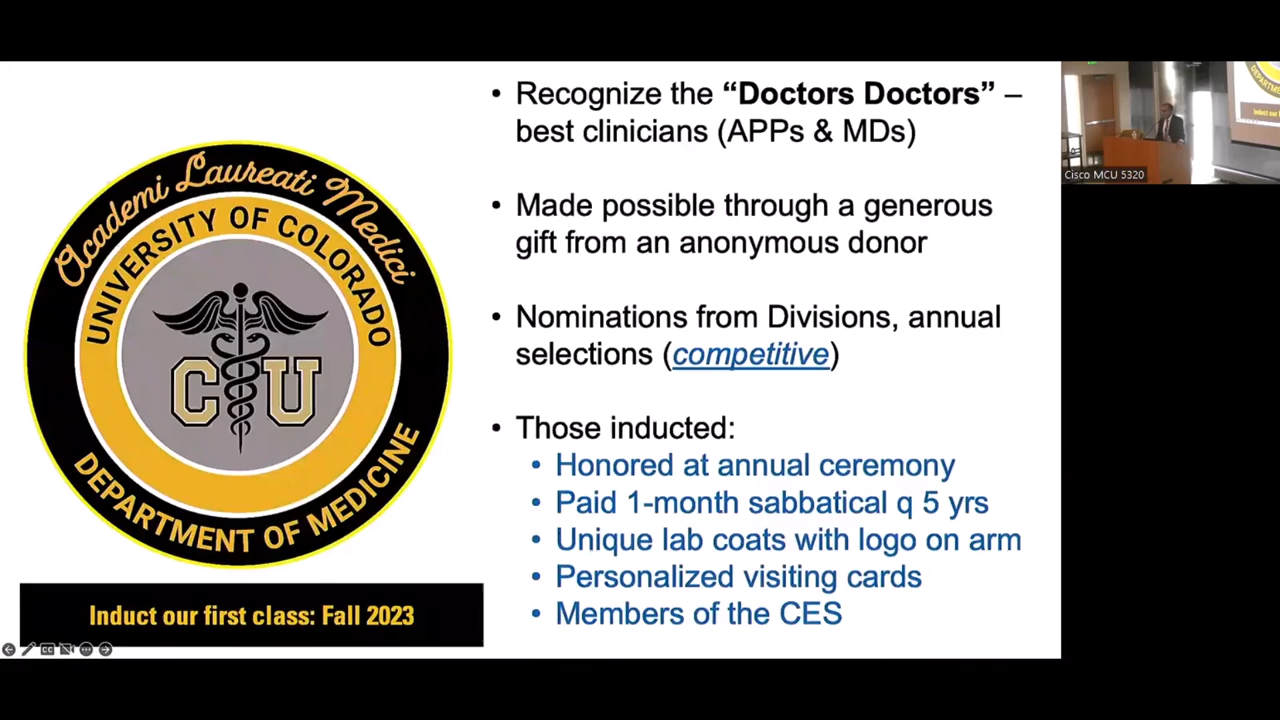 Academi Laureati Medici
UNIVERSITY OF COLORADO
CU
DEPARTMENT OF MEDICINE
Induct our first class: Fall 2023
• Recognize the “Doctors Doctors” –
best clinicians (APPs & MDs)
• Made possible through a generous
gift from an anonymous donor
• Nominations from Divisions, annual
selections (competitive)
• Those inducted:
• Honored at annual ceremony
• Paid 1-month sabbatical q 5 yrs
• Unique lab coats with logo on arm
• Personalized visiting cards
• Members of the CES
Cisco MCU 5320